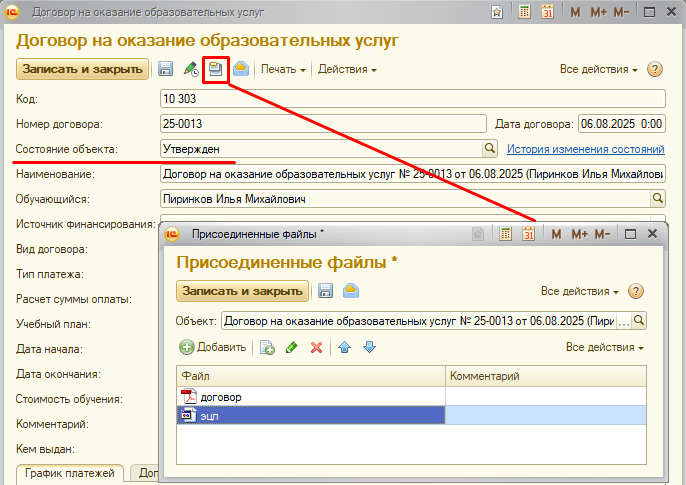 Договор на оказание образовательных услуг
M M+ M−
Договор на оказание образовательных услуг
Записать и закрыть Печать Действия Все действия ?
Код: 10 303
Номер договора: 25-0013 Дата договора: 06.08.2025 0:00
Состояние объекта: Утвержден История изменения состояний
Наименование: Договор на оказание образовательных услуг № 25-0013 от 06.08.2025 (Пиринков Ильа Михайлови
Обучающийся: Пиринков Илья Михайлович
Источник финансирования:
Вид договора:
Тип платежа:
Расчет суммы оплаты:
Учебный план:
Дата начала:
Дата окончания:
Стоимость обучения:
Комментарий:
Кем выдан:
График платежей Доп
Присоединенные файлы *
31 M M+ M−
Присоединенные файлы *
Записать и закрыть Все действия ?
Объект: Договор на оказание образовательных услуг № 25-0013 от 06.08.2025 (Пири ...
Добавить Все действия
Файл Комментарий
договор
эцп